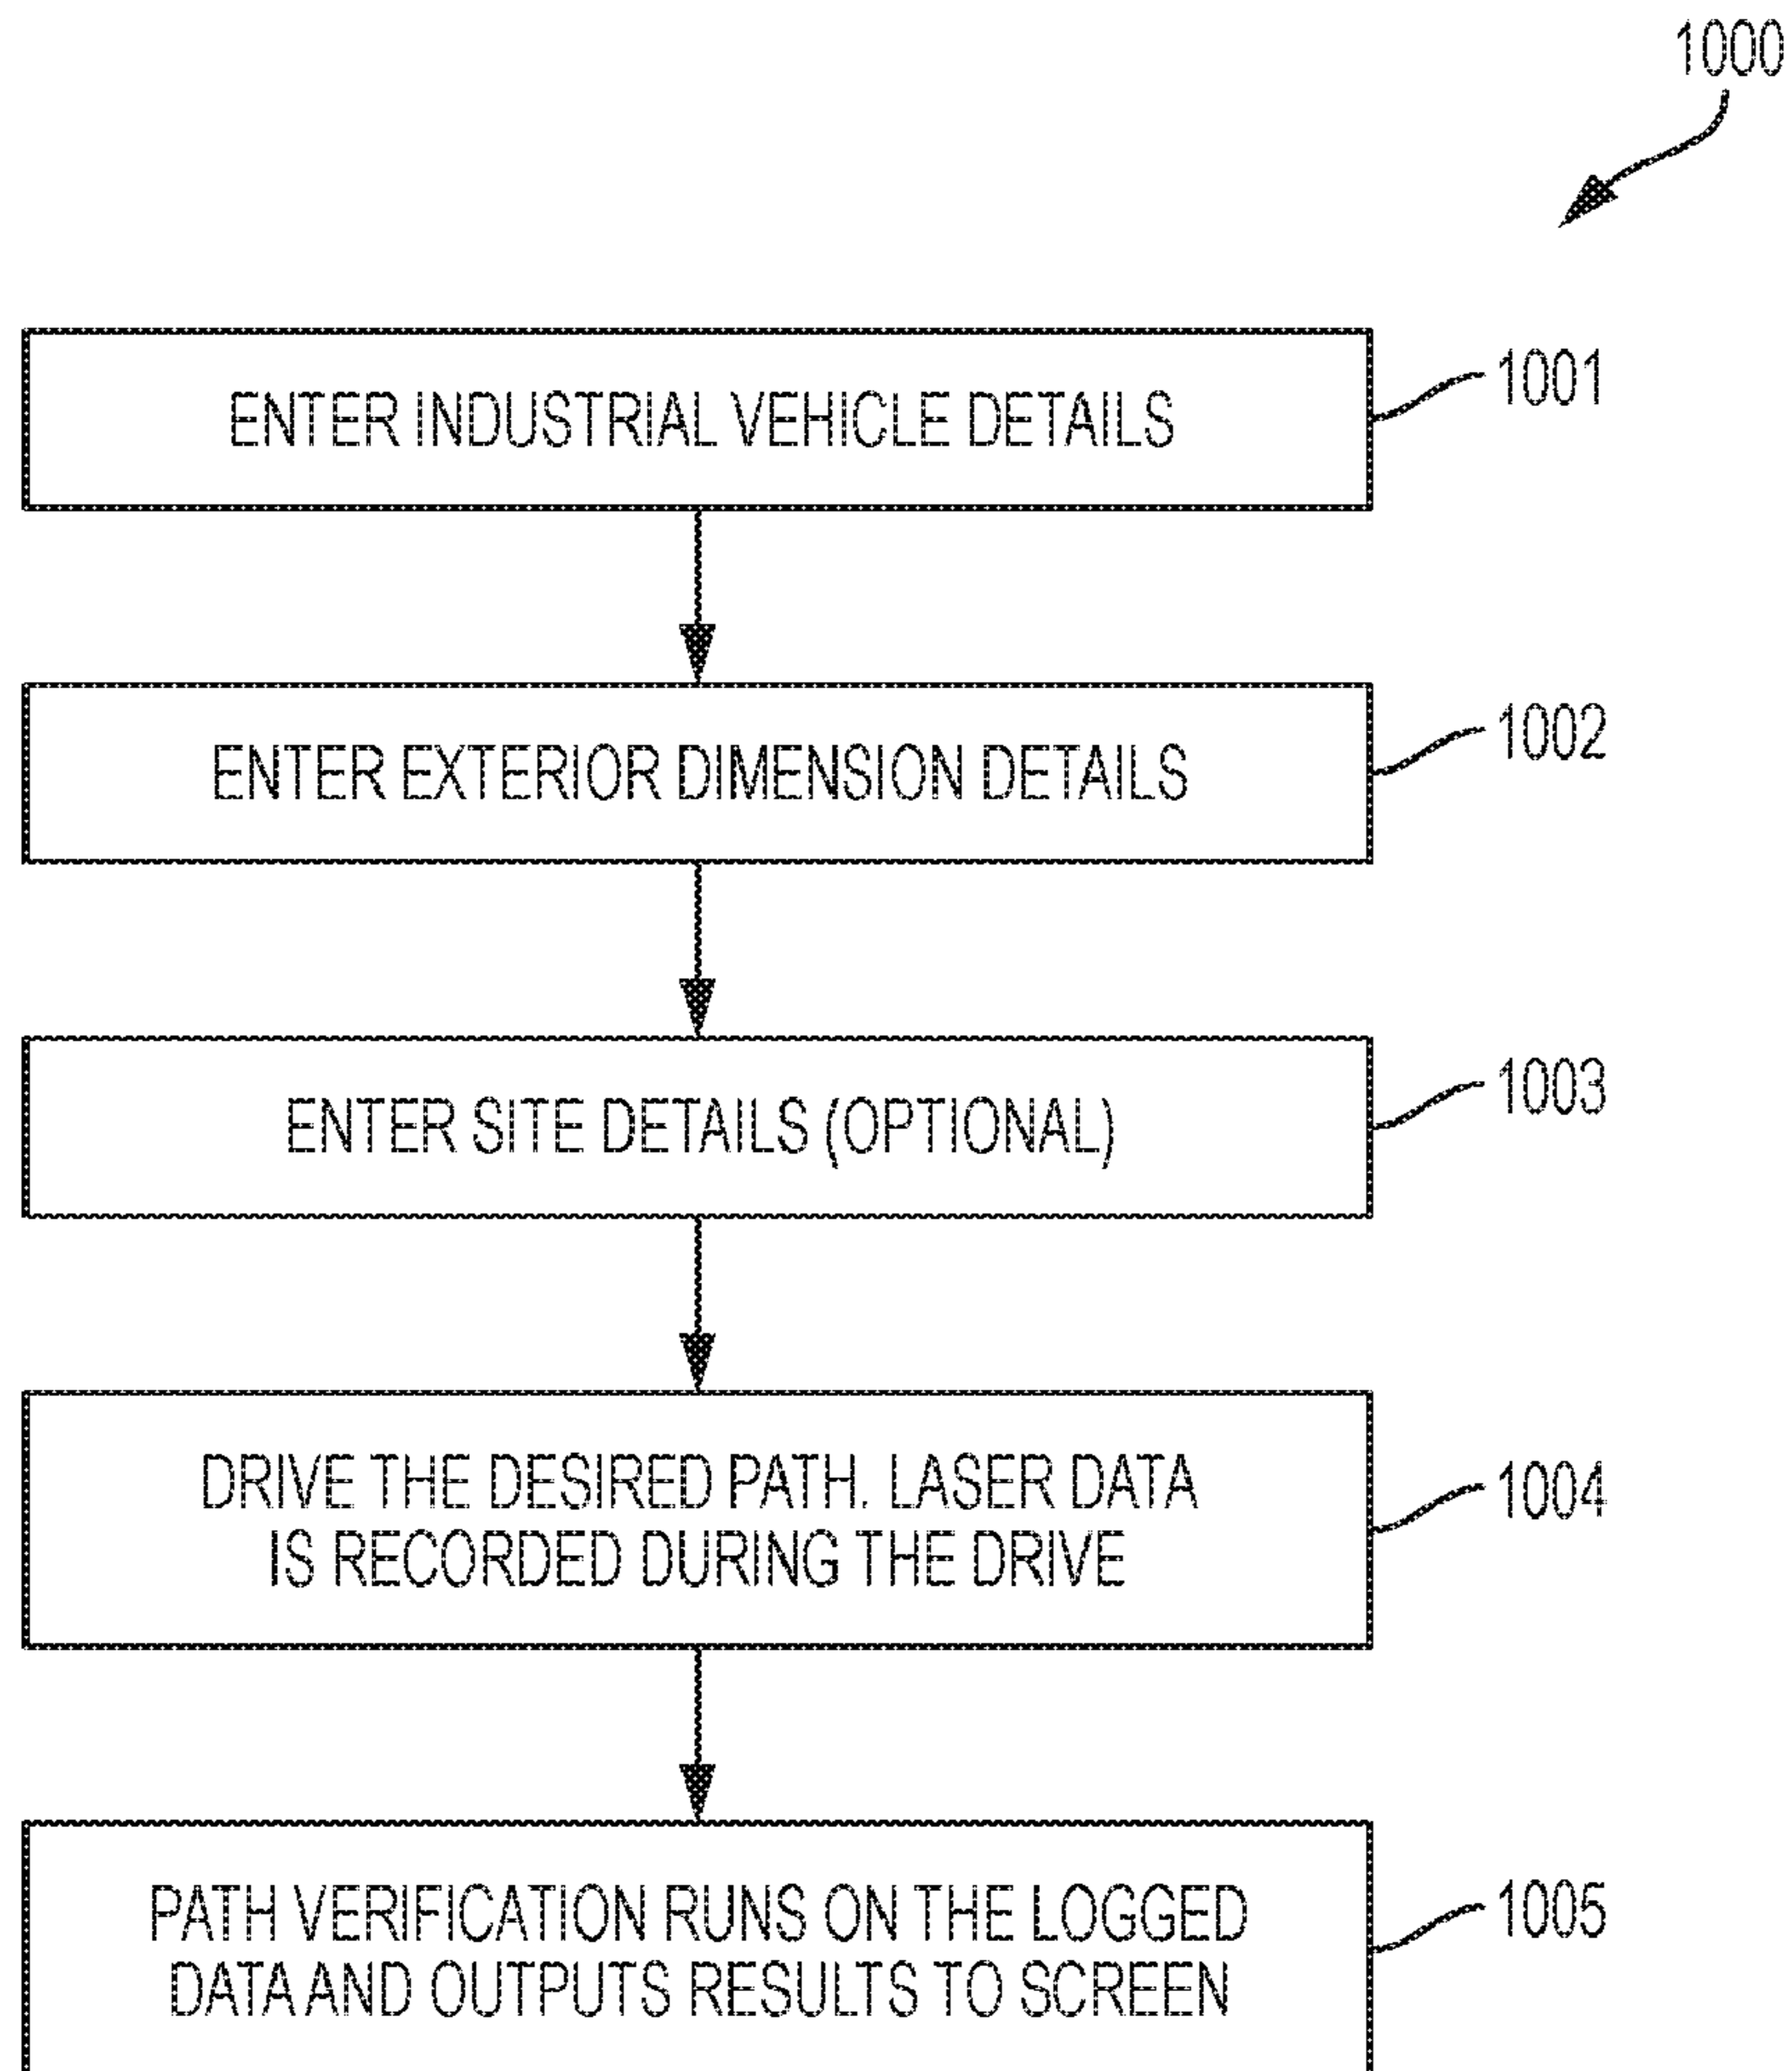 1000
ENTER INDUSTRIAL VEHICLE DETAILS
1001
ENTER EXTERIOR DIMENSION DETAILS
1002
ENTER SITE DETAILS (OPTIONAL)
1003
DRIVE THE DESIRED PATH. LASER DATA
IS RECORDED DURING THE DRIVE
1004
PATH VERIFICATION RUNS ON THE LOGGED
DATA AND OUTPUTS RESULTS TO SCREEN
1005